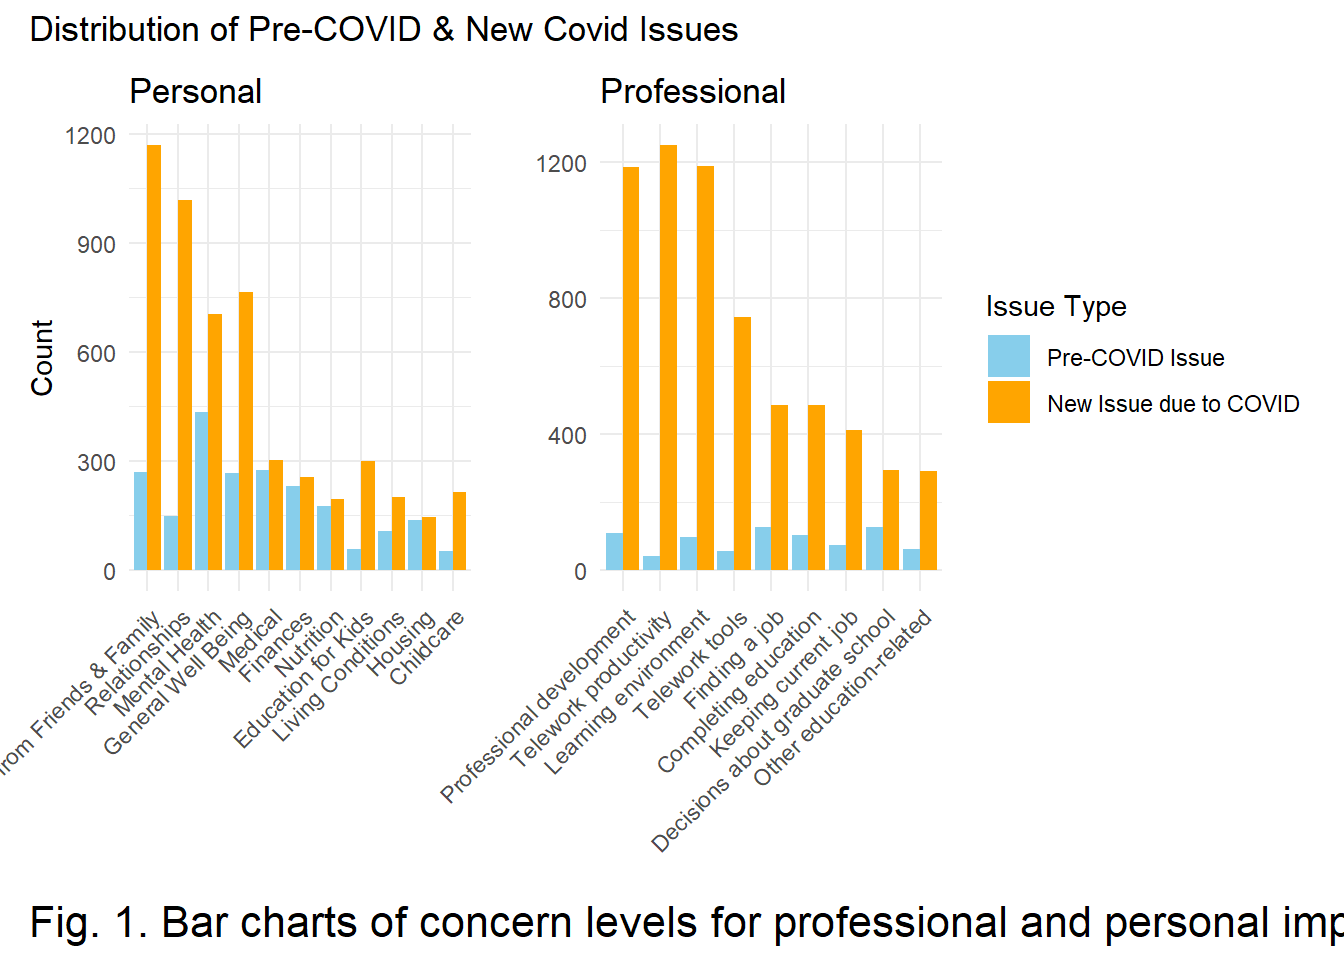 Distribution of Pre-COVID & New Covid Issues
Personal
Professional
Count
1200
900
600
300
0
1200
800
400
0
from Friends & Family
Relationships
Mental Health
General Well Being
Medical
Finances
Nutrition
Education for Kids
Living Conditions
Housing
Childcare
Professional development
Telework productivity
Learning environment
Telework tools
Finding a job
Completing education
Keeping current job
Decisions about graduate school
Other education-related
Issue Type
Pre-COVID Issue
New Issue due to COVID
Fig. 1. Bar charts of concern levels for professional and personal imp